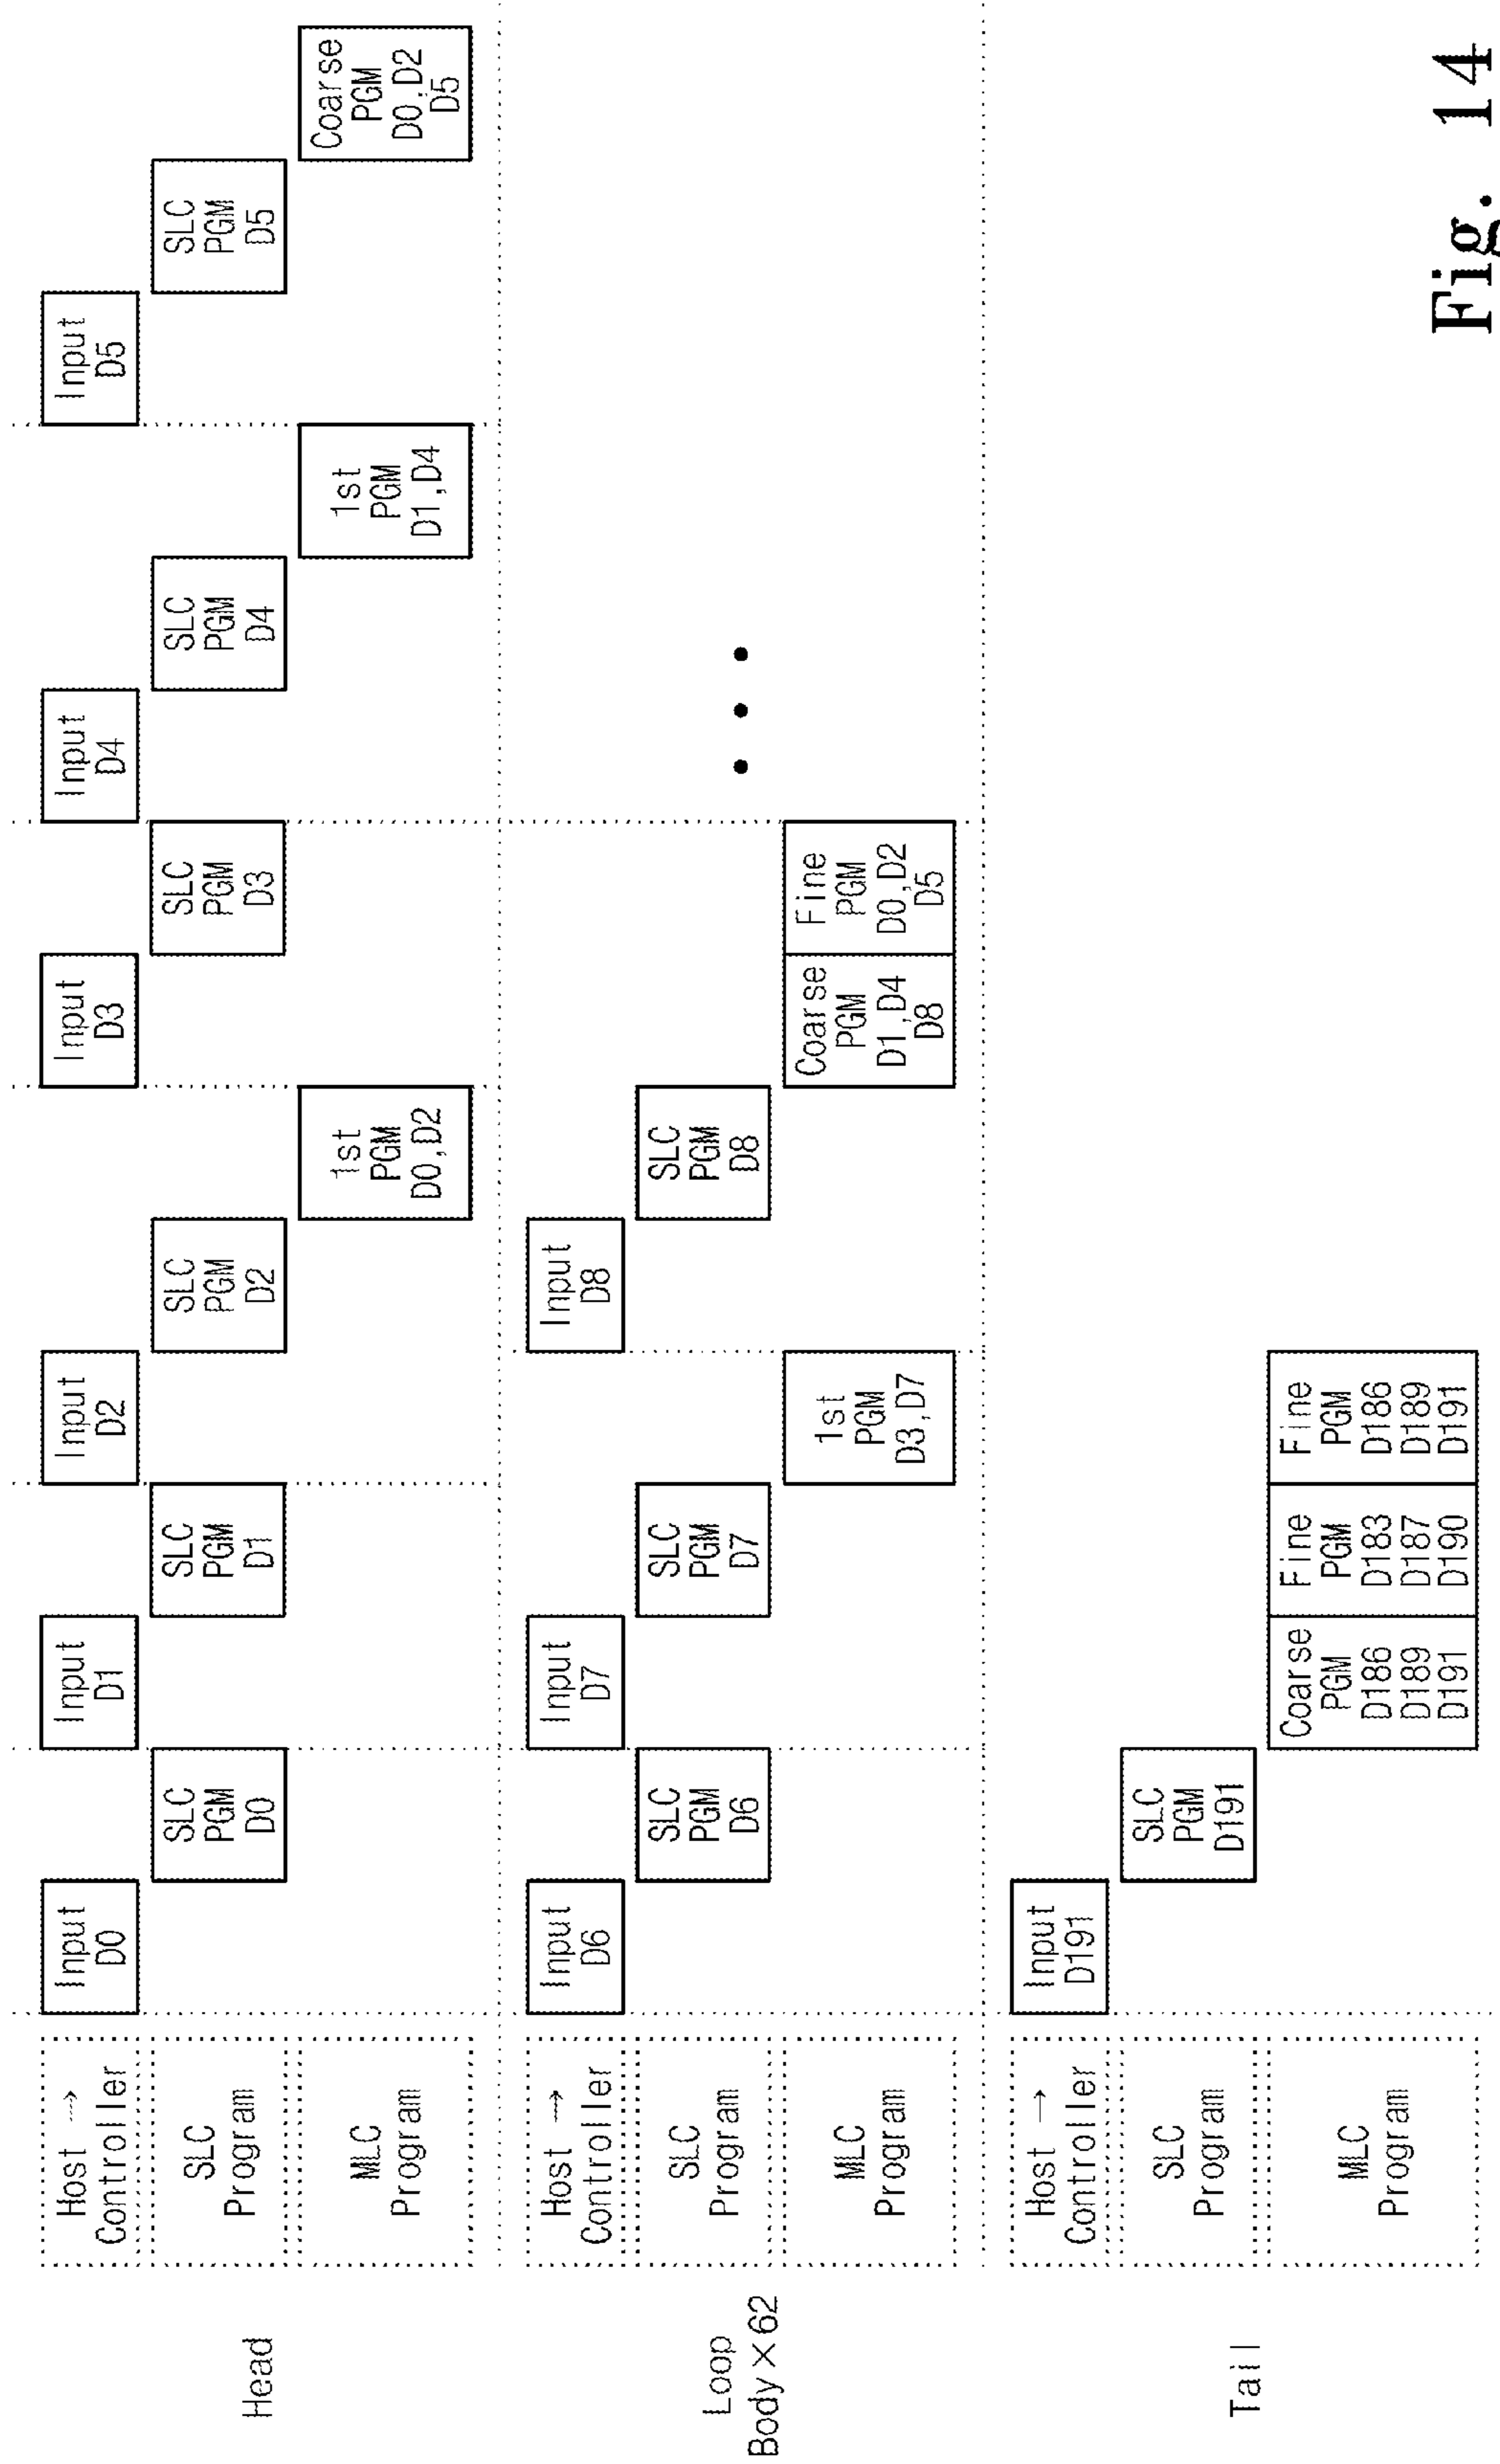 Head
Host →
Controller
Input
D0
Input
D1
Input
D2
Input
D3
Input
D4
Input
D5
SLC
Program
SLC
PGM
D0
SLC
PGM
D1
SLC
PGM
D2
SLC
PGM
D3
SLC
PGM
D4
SLC
PGM
D5
MLC
Program
1st
PGM
D0,D2
1st
PGM
D1,D4
Coarse
PGM
D0,D2
D5
Loop
Body×62
Host →
Controller
Input
D6
Input
D7
Input
D8
SLC
Program
SLC
PGM
D6
SLC
PGM
D7
SLC
PGM
D8
MLC
Program
1st
PGM
D3,D7
Coarse
PGM
D1,D4
D8
Fine
PGM
D0,D2
D5
Tail
Host →
Controller
Input
D191
SLC
Program
SLC
PGM
D191
MLC
Program
Coarse
PGM
D186
D189
D191
Fine
PGM
D183
D187
D190
Fine
PGM
D186
D189
D191
Fig. 14